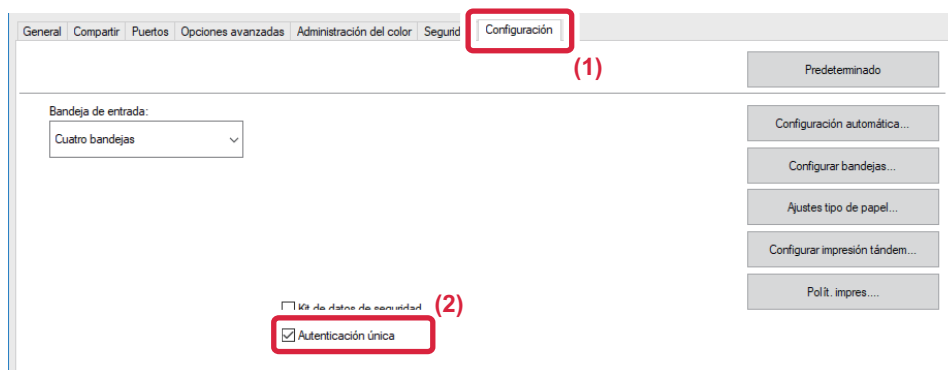 General Compartir Puertos Opciones avanzadas Administración del color Segurid Configuración
(1)
Predeterminado
Bandeja de entrada:
Cuatro bandejas
Configuración automática...
Configurar bandejas...
Ajustes tipo de papel...
Configurar impresión tándem...
Polít. impres....
Kit de datos de seguridad
(2)
Autenticación única